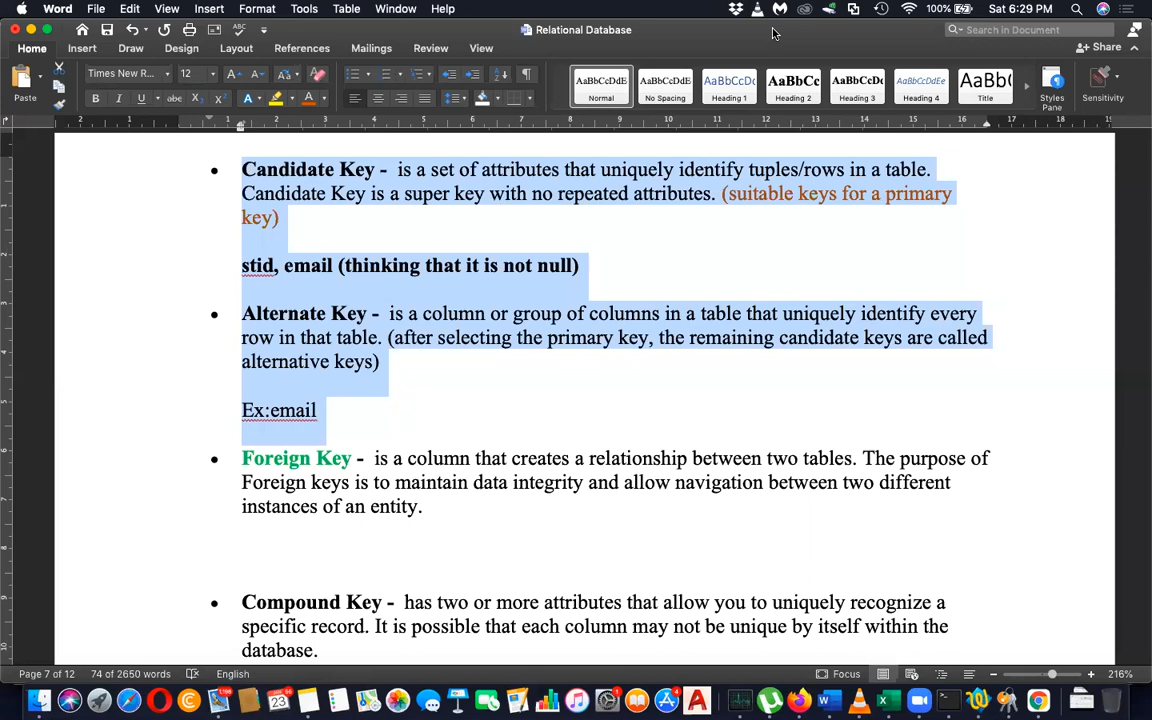 Word File Edit View Insert Format Tools Table Window Help 100% Sat 6:29 PM
Relational Database
Search in Document
Home Insert Draw Design Layout References Mailings Review View Share
Paste
Times New R... 12
AaBbCcDdE AaBbCcDdE AaBbCcDc AaBbCc AaBbCcD AaBbCcDdEe AaBb(
Normal No Spacing Heading 1 Heading 2 Heading 3 Heading 4 Title
Styles Pane
Sensitivity
• Candidate Key - is a set of attributes that uniquely identify tuples/rows in a table.
Candidate Key is a super key with no repeated attributes. (suitable keys for a primary
key)
stid, email (thinking that it is not null)
• Alternate Key - is a column or group of columns in a table that uniquely identify every
row in that table. (after selecting the primary key, the remaining candidate keys are called
alternative keys)
Ex:email
• Foreign Key - is a column that creates a relationship between two tables. The purpose of
Foreign keys is to maintain data integrity and allow navigation between two different
instances of an entity.
• Compound Key - has two or more attributes that allow you to uniquely recognize a
specific record. It is possible that each column may not be unique by itself within the
database.
Page 7 of 12 74 of 2650 words English Focus 216%